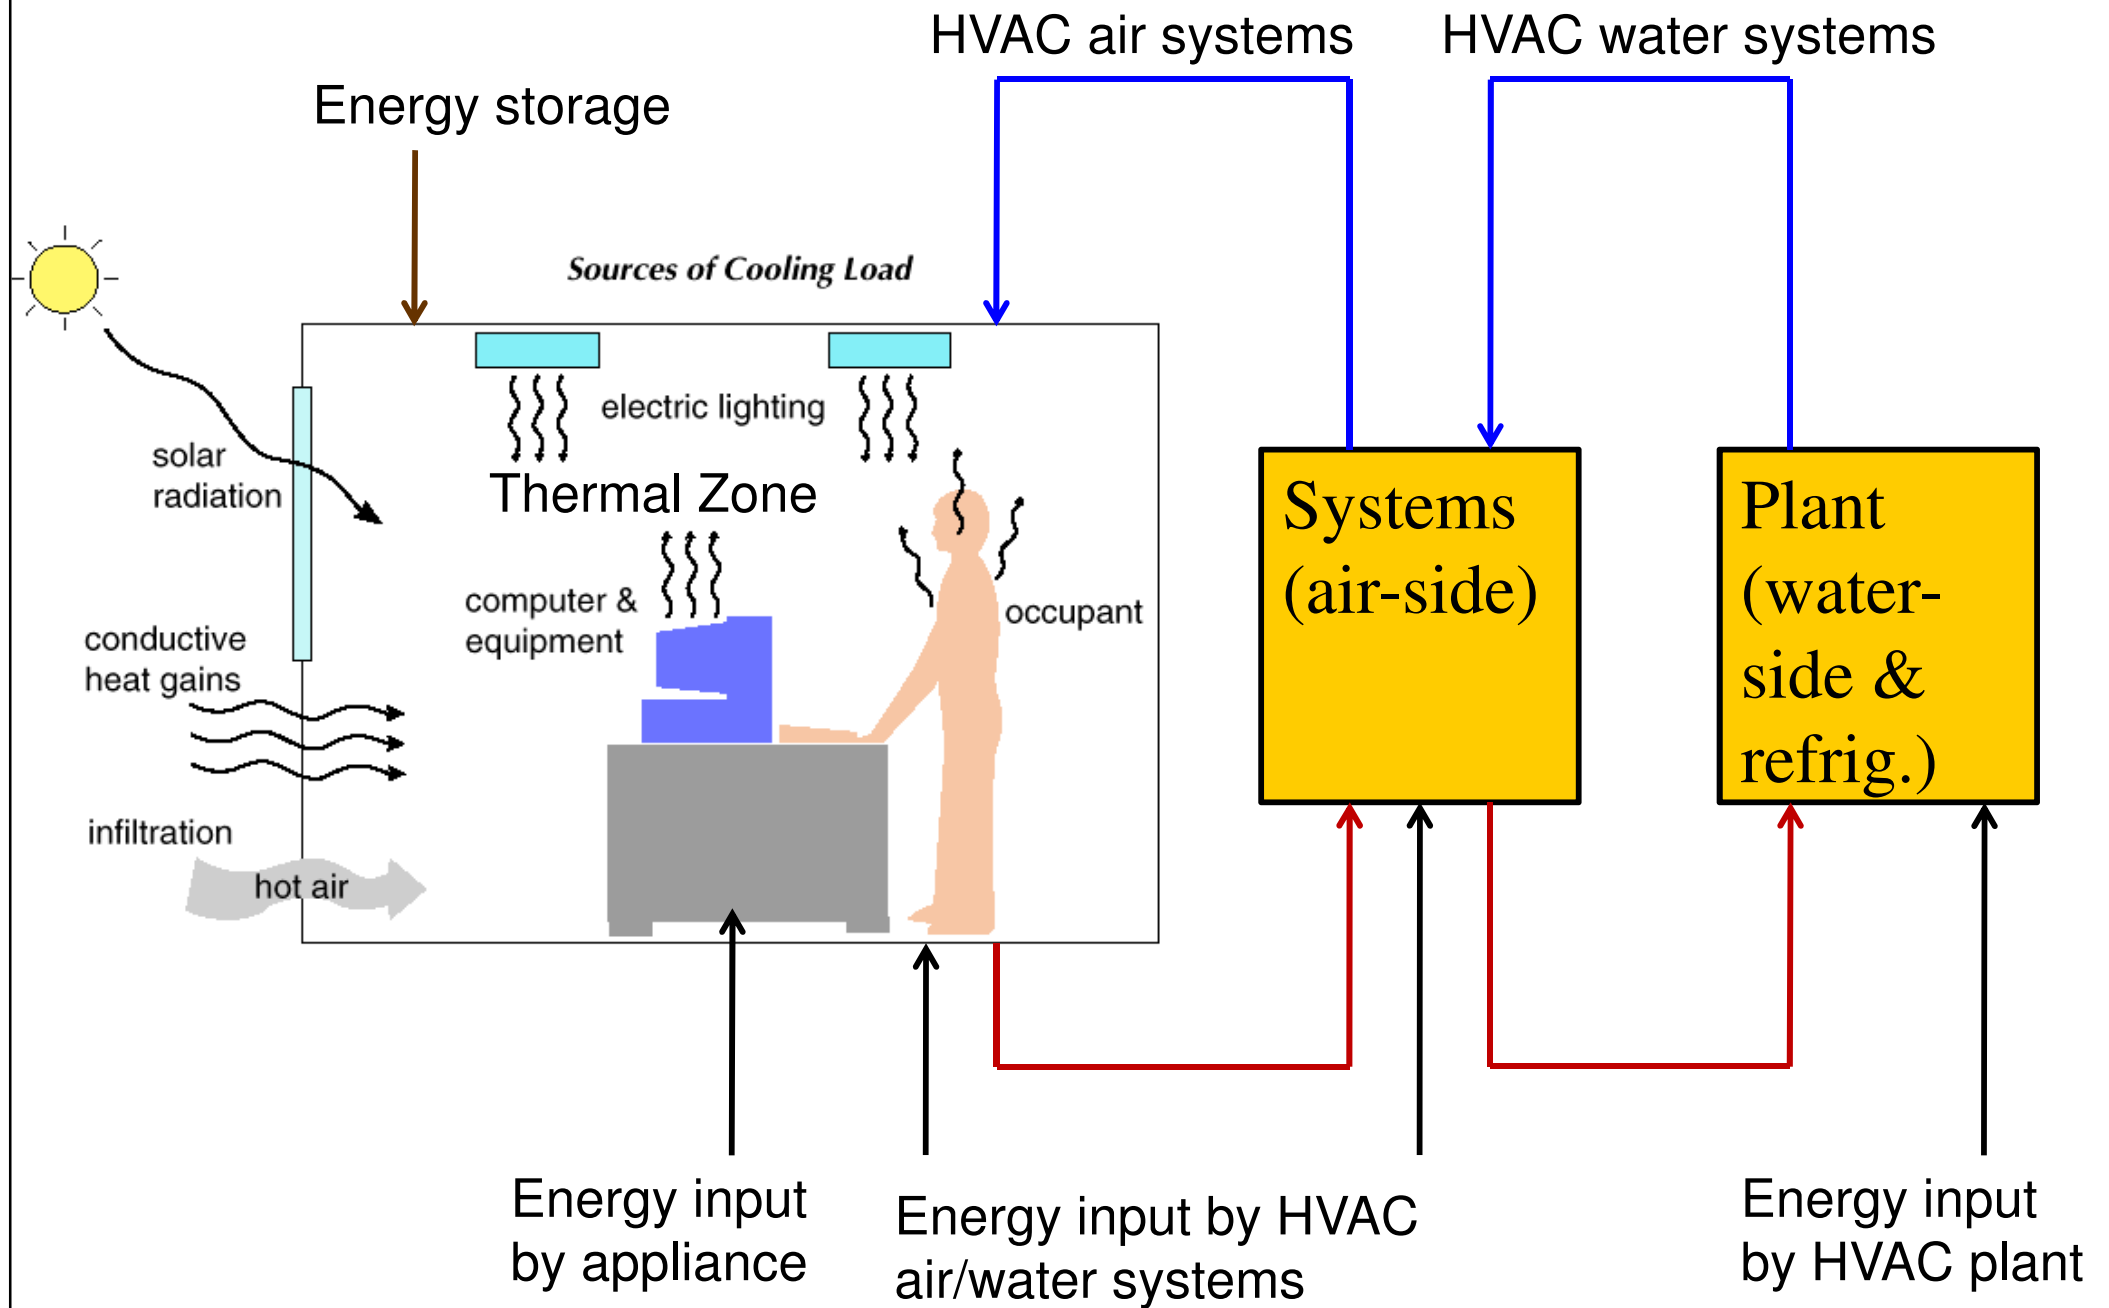 HVAC air systems
HVAC water systems
Energy storage
Sources of Cooling Load
electric lighting
solar
radiation
Thermal Zone
computer &
equipment
occupant
conductive
heat gains
infiltration
hot air
Systems
(air-side)
Plant
(water-
side &
refrig.)
Energy input
by appliance
Energy input by HVAC
air/water systems
Energy input
by HVAC plant